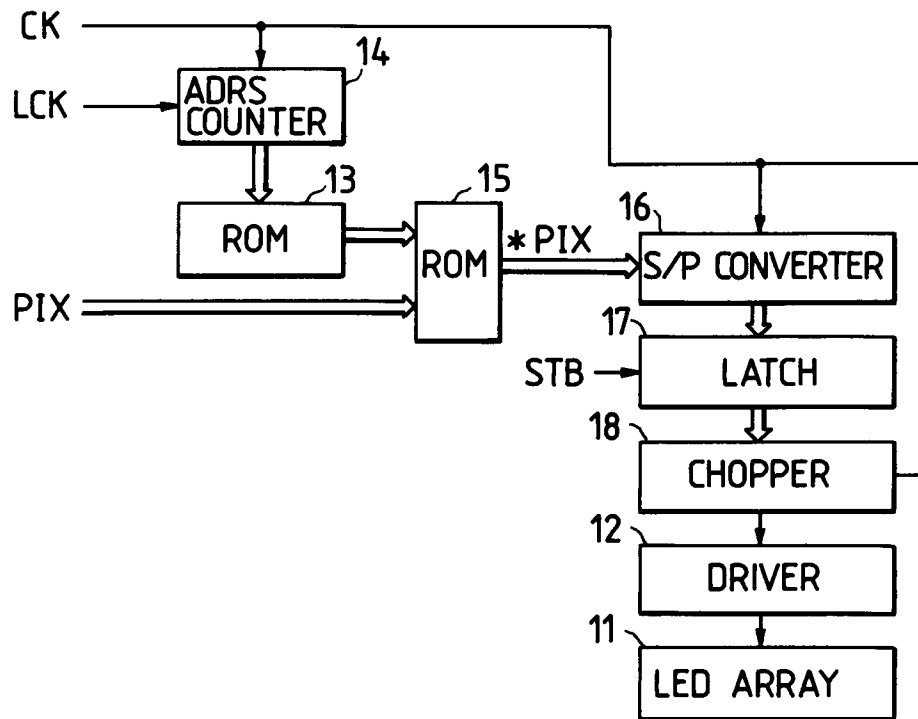 CK
14
ADRS
COUNTER
LCK
13
ROM
15
ROM
PIX
* PIX
16
S/P CONVERTER
17
LATCH
STB
18
CHOPPER
12
DRIVER
11
LED ARRAY